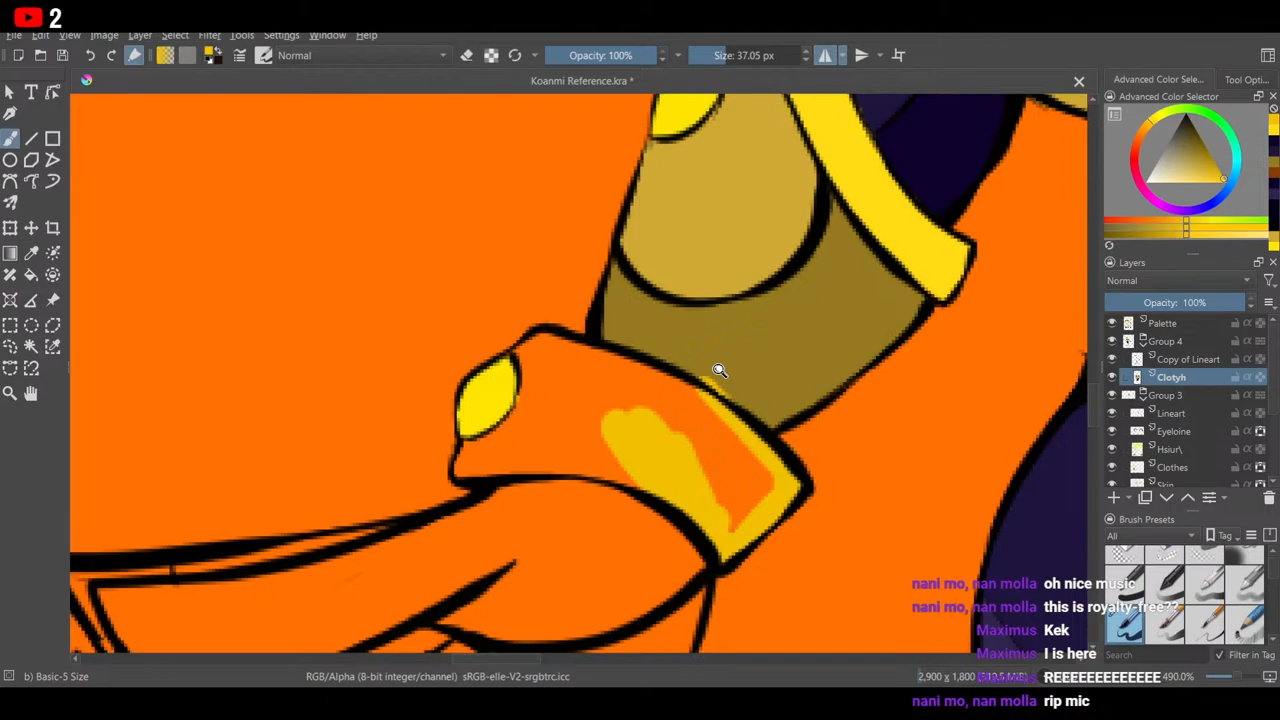 2
File Edit View Image Layer Select Filter Tools Settings Window Help
Normal Opacity: 100% Size: 37.05 px
Koanmi Reference.kra *
Advanced Color Sele... Tool Opti...
Advanced Color Selector
Layers
Normal
Opacity: 100%
Palette
Group 4
Copy of Lineart
Clotyh
Group 3
Lineart
Eyeloine
Hsiur\
Clothes
Skin
Brush Presets
All Tag
Search Filter in Tag
nani mo, nan molla oh nice music
nani mo, nan molla this is royalty-free??
Maximus Kek
Maximus I is here
Maximus REEEEEEEEEEEEE
nani mo, nan molla rip mic
b) Basic-5 Size RGB/Alpha (8-bit integer/channel) sRGB-elle-V2-srgbtrc.icc 2,900 x 1,800 490.0%